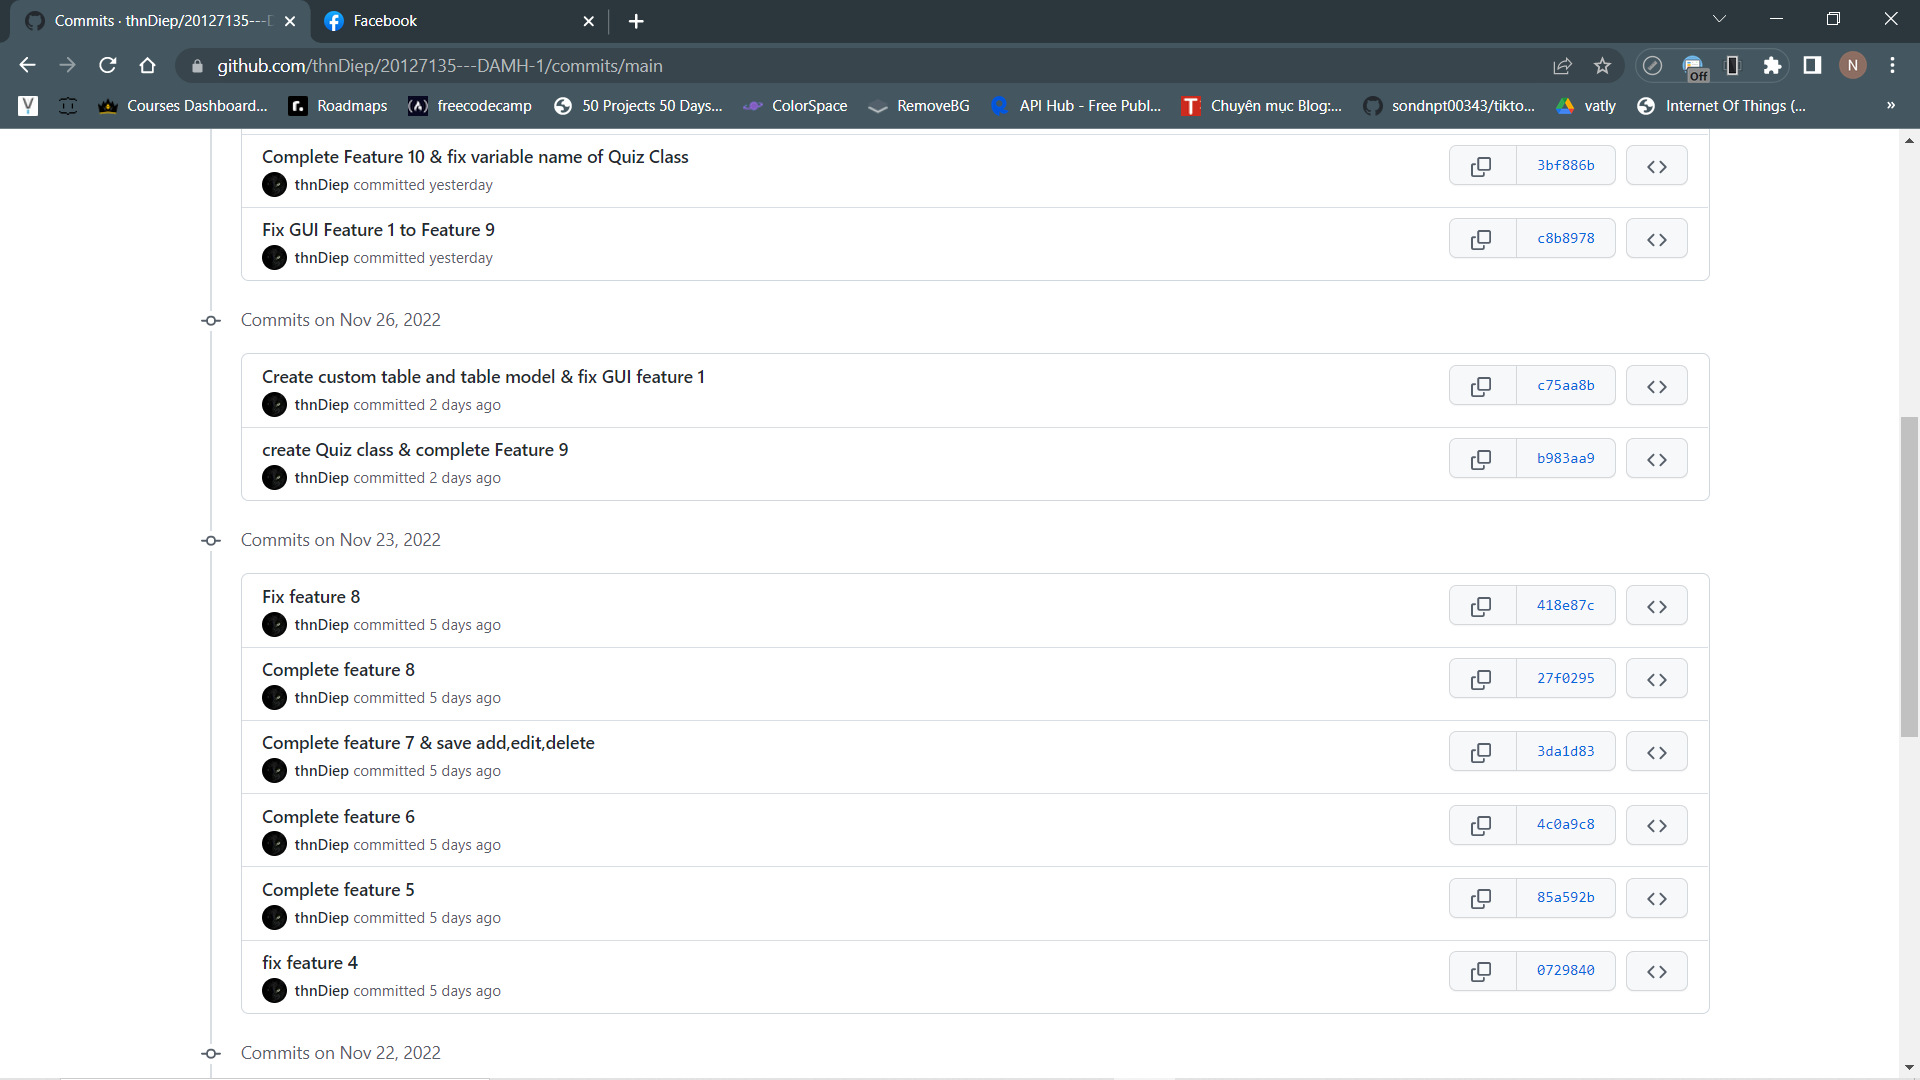 Commits · thnDiep/20127135---D
Facebook
github.com/thnDiep/20127135---DAMH-1/commits/main
Off
N
Courses Dashboard...
Roadmaps
freecodecamp
50 Projects 50 Days...
ColorSpace
RemoveBG
API Hub - Free Publ...
Chuyên mục Blog:...
sondnpt00343/tikto...
vatly
Internet Of Things (...
»
Complete Feature 10 & fix variable name of Quiz Class
3bf886b
thnDiep committed yesterday
Fix GUI Feature 1 to Feature 9
c8b8978
thnDiep committed yesterday
Commits on Nov 26, 2022
Create custom table and table model & fix GUI feature 1
c75aa8b
thnDiep committed 2 days ago
create Quiz class & complete Feature 9
b983aa9
thnDiep committed 2 days ago
Commits on Nov 23, 2022
Fix feature 8
418e87c
thnDiep committed 5 days ago
Complete feature 8
27f0295
thnDiep committed 5 days ago
Complete feature 7 & save add,edit,delete
3da1d83
thnDiep committed 5 days ago
Complete feature 6
4c0a9c8
thnDiep committed 5 days ago
Complete feature 5
85a592b
thnDiep committed 5 days ago
fix feature 4
0729840
thnDiep committed 5 days ago
Commits on Nov 22, 2022